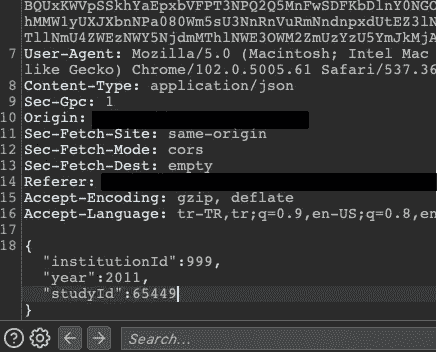 7 User-Agent: Mozilla/5.0 (Macintosh; Intel Mac
like Gecko) Chrome/102.0.5005.61 Safari/537.36
8 Content-Type: application/json
9 Sec-Gpc: 1
10 Origin:
11 Sec-Fetch-Site: same-origin
12 Sec-Fetch-Mode: cors
13 Sec-Fetch-Dest: empty
14 Referer:
15 Accept-Encoding: gzip, deflate
16 Accept-Language: tr-TR,tr;q=0.9,en-US;q=0.8,en
17
18 {
"institutionId":999,
"year":2011,
"studyId":65449
}
Search...